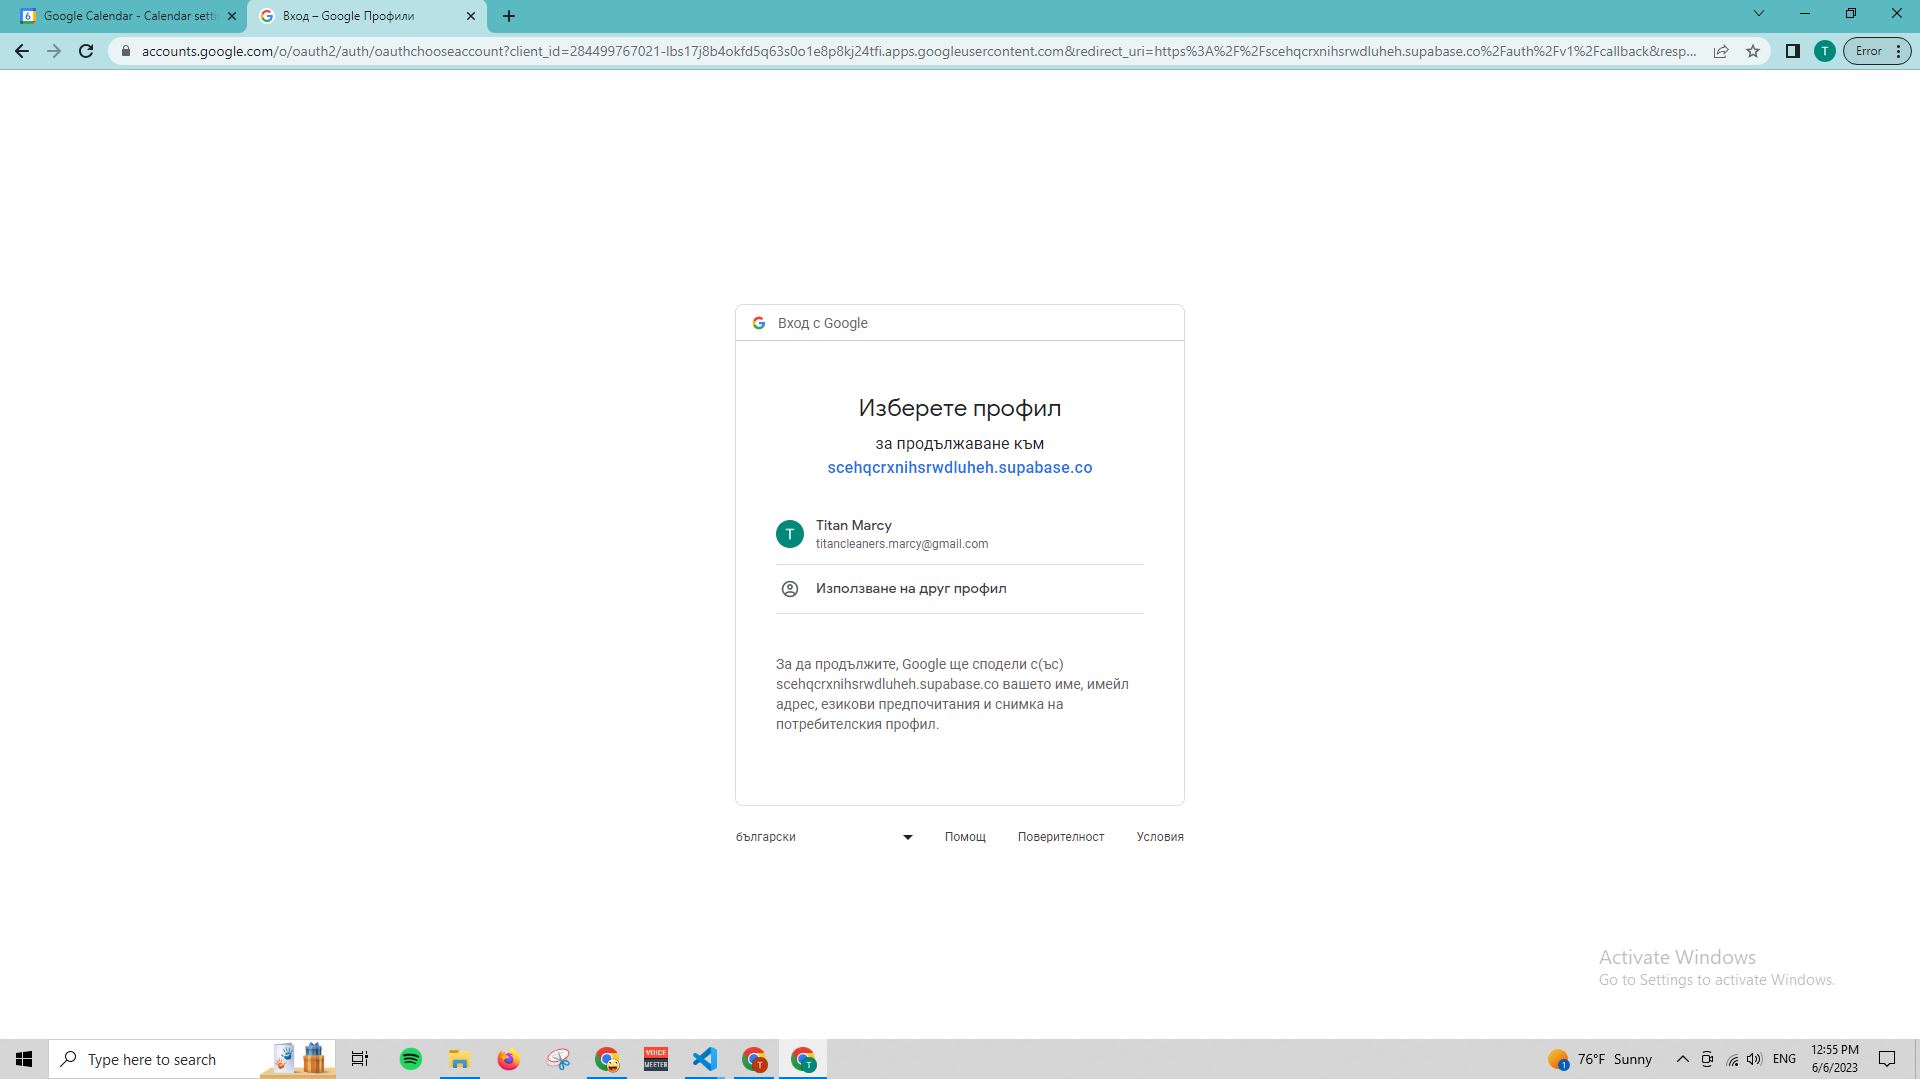 Google Calendar - Calendar setti
Вход – Google Профили
accounts.google.com/o/oauth2/auth/oauthchooseaccount?client_id=284499767021-lbs17j8b4okfd5q63s0o1e8p8kj24tfi.apps.googleusercontent.com&redirect_uri=https%3A%2F%2Fscehqcrxnihsrwdluheh.supabase.co%2Fauth%2Fv1%2Fcallback&resp...
T
Error
Вход с Google
Изберете профил
за продължаване към
scehqcrxnihsrwdluheh.supabase.co
T
Titan Marcy
titancleaners.marcy@gmail.com
Използване на друг профил
За да продължите, Google ще сподели с(ъс)
scehqcrxnihsrwdluheh.supabase.co вашето име, имейл
адрес, езикови предпочитания и снимка на
потребителския профил.
български
Помощ
Поверителност
Условия
Activate Windows
Go to Settings to activate Windows.
Type here to search
VOICE
MEETER
T
T
1
76°F Sunny
ENG
12:55 PM
6/6/2023